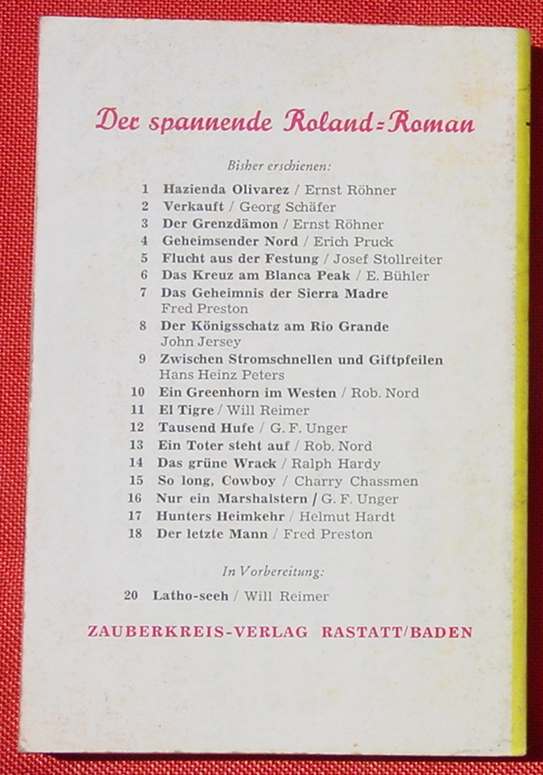 Der spannende Roland=Roman
Bisher erschienen:
1 Hazienda Olivarez / Ernst Röhner
2 Verkauft / Georg Schäfer
3 Der Grenzdämon / Ernst Röhner
4 Geheimsender Nord / Erich Pruck
5 Flucht aus der Festung / Josef Stollreiter
6 Das Kreuz am Blanca Peak / E. Bühler
7 Das Geheimnis der Sierra Madre
Fred Preston
8 Der Königsschatz am Rio Grande
John Jersey
9 Zwischen Stromschnellen und Giftpfeilen
Hans Heinz Peters
10 Ein Greenhorn im Westen / Rob. Nord
11 El Tigre / Will Reimer
12 Tausend Hufe / G. F. Unger
13 Ein Toter steht auf / Rob. Nord
14 Das grüne Wrack / Ralph Hardy
15 So long, Cowboy / Charry Chassmen
16 Nur ein Marshalstern / G. F. Unger
17 Hunters Heimkehr / Helmut Hardt
18 Der letzte Mann / Fred Preston
In Vorbereitung:
20 Latho-seeh / Will Reimer
ZAUBERKREIS-VERLAG RASTATT/BADEN